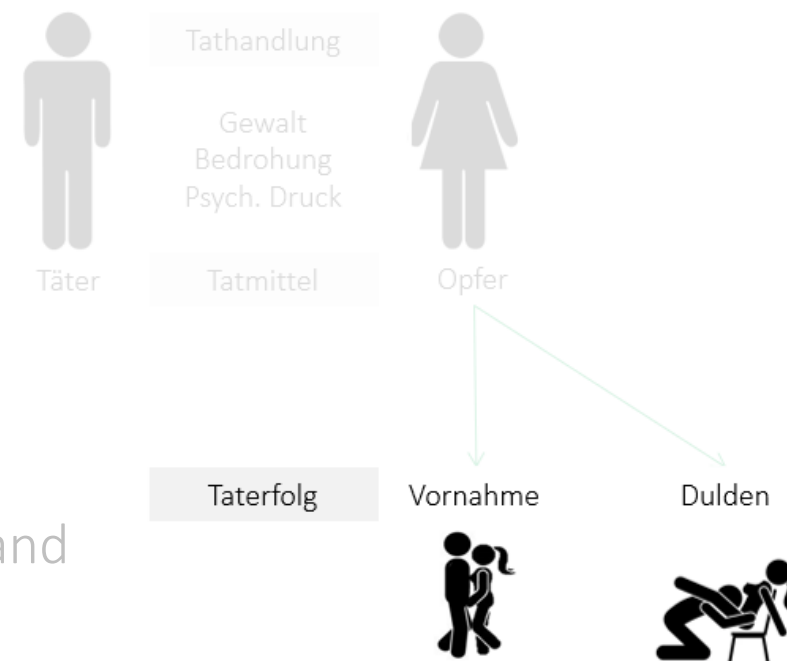 Tathandlung
Gewalt
Bedrohung
Psych. Druck
Täter
Tatmittel
Opfer
Taterfolg
Vornahme
Dulden
and